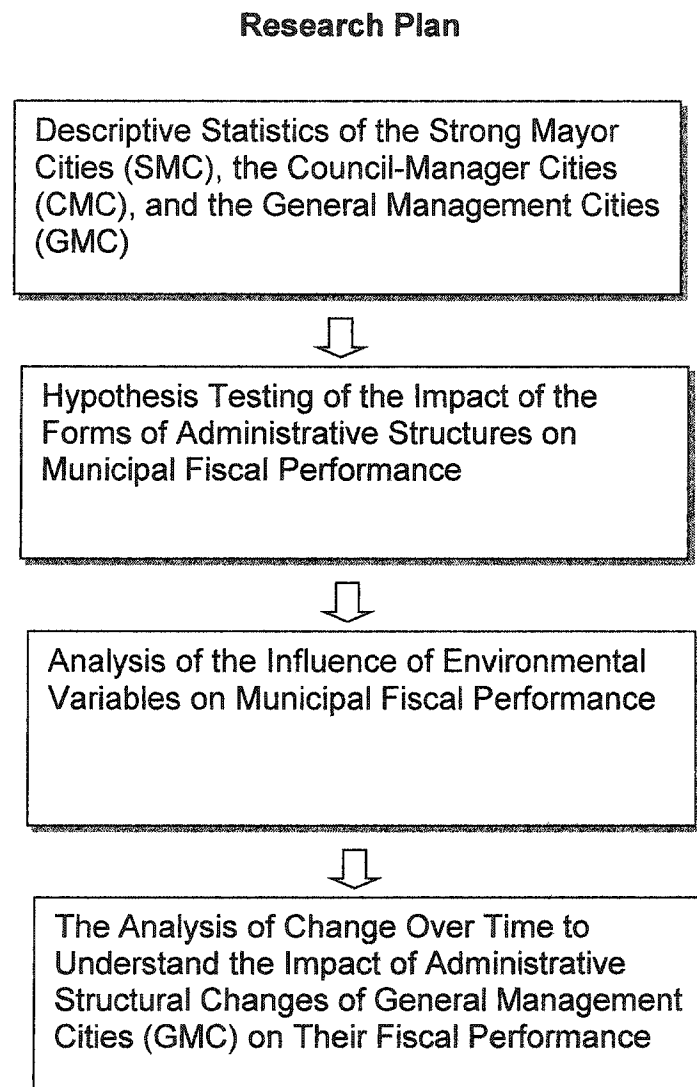 Research Plan
Descriptive Statistics of the Strong Mayor
Cities (SMC), the Council-Manager Cities
(CMC), and the General Management Cities
(GMC)
Hypothesis Testing of the Impact of the
Forms of Administrative Structures on
Municipal Fiscal Performance
Analysis of the Influence of Environmental
Variables on Municipal Fiscal Performance
The Analysis of Change Over Time to
Understand the Impact of Administrative
Structural Changes of General Management
Cities (GMC) on Their Fiscal Performance